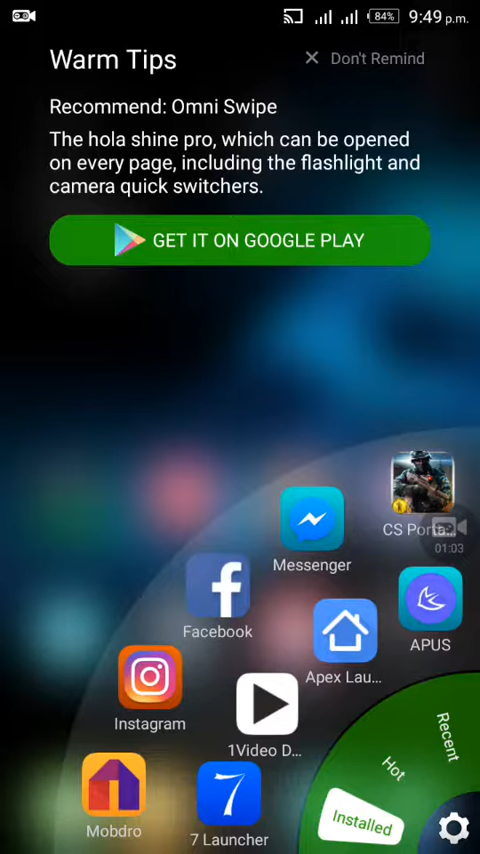 84% 9:49 p.m.
Warm Tips
Don't Remind
Recommend: Omni Swipe
The hola shine pro, which can be opened
on every page, including the flashlight and
camera quick switchers.
GET IT ON GOOGLE PLAY
CS Porta...
01:03
Messenger
Facebook
APUS
Apex Lau...
Instagram
1Video D...
Mobdro
7
7 Launcher
Recent
Hot
Installed